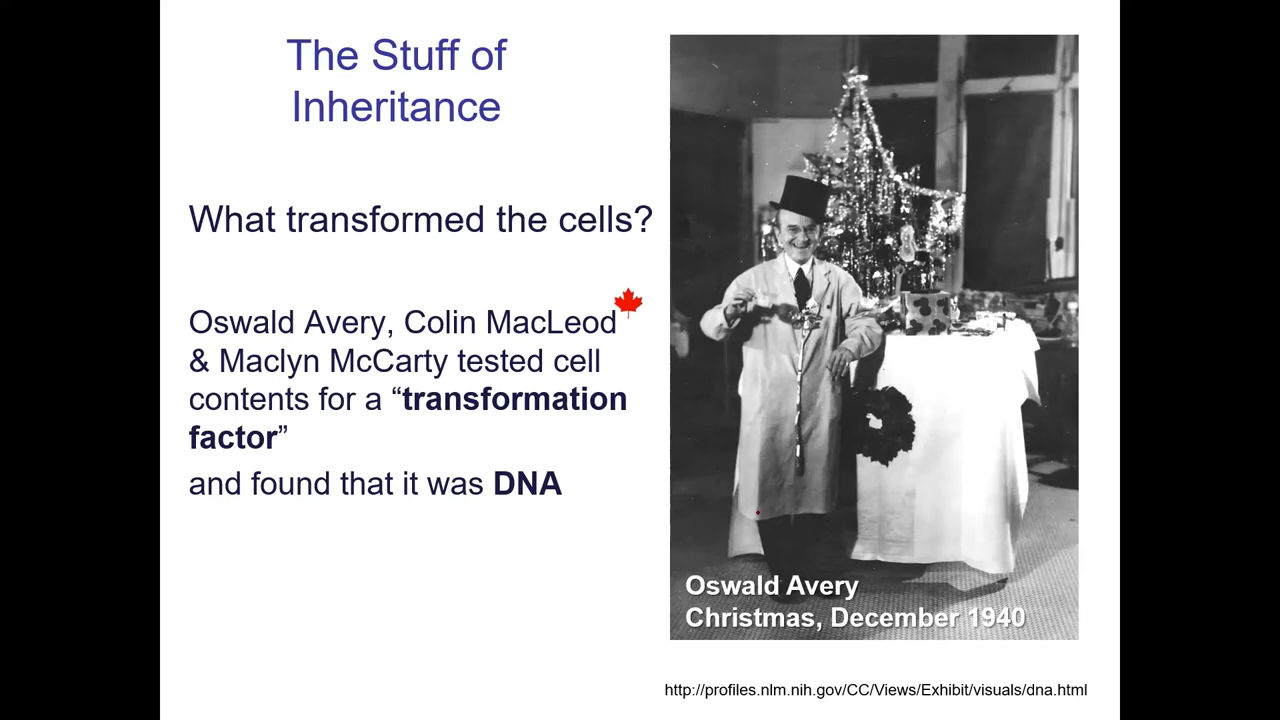 The Stuff of
Inheritance
What transformed the cells?
Oswald Avery, Colin MacLeod
& Maclyn McCarty tested cell
contents for a “transformation
factor”
and found that it was DNA
Oswald Avery
Christmas, December 1940
http://profiles.nlm.nih.gov/CC/Views/Exhibit/visuals/dna.html